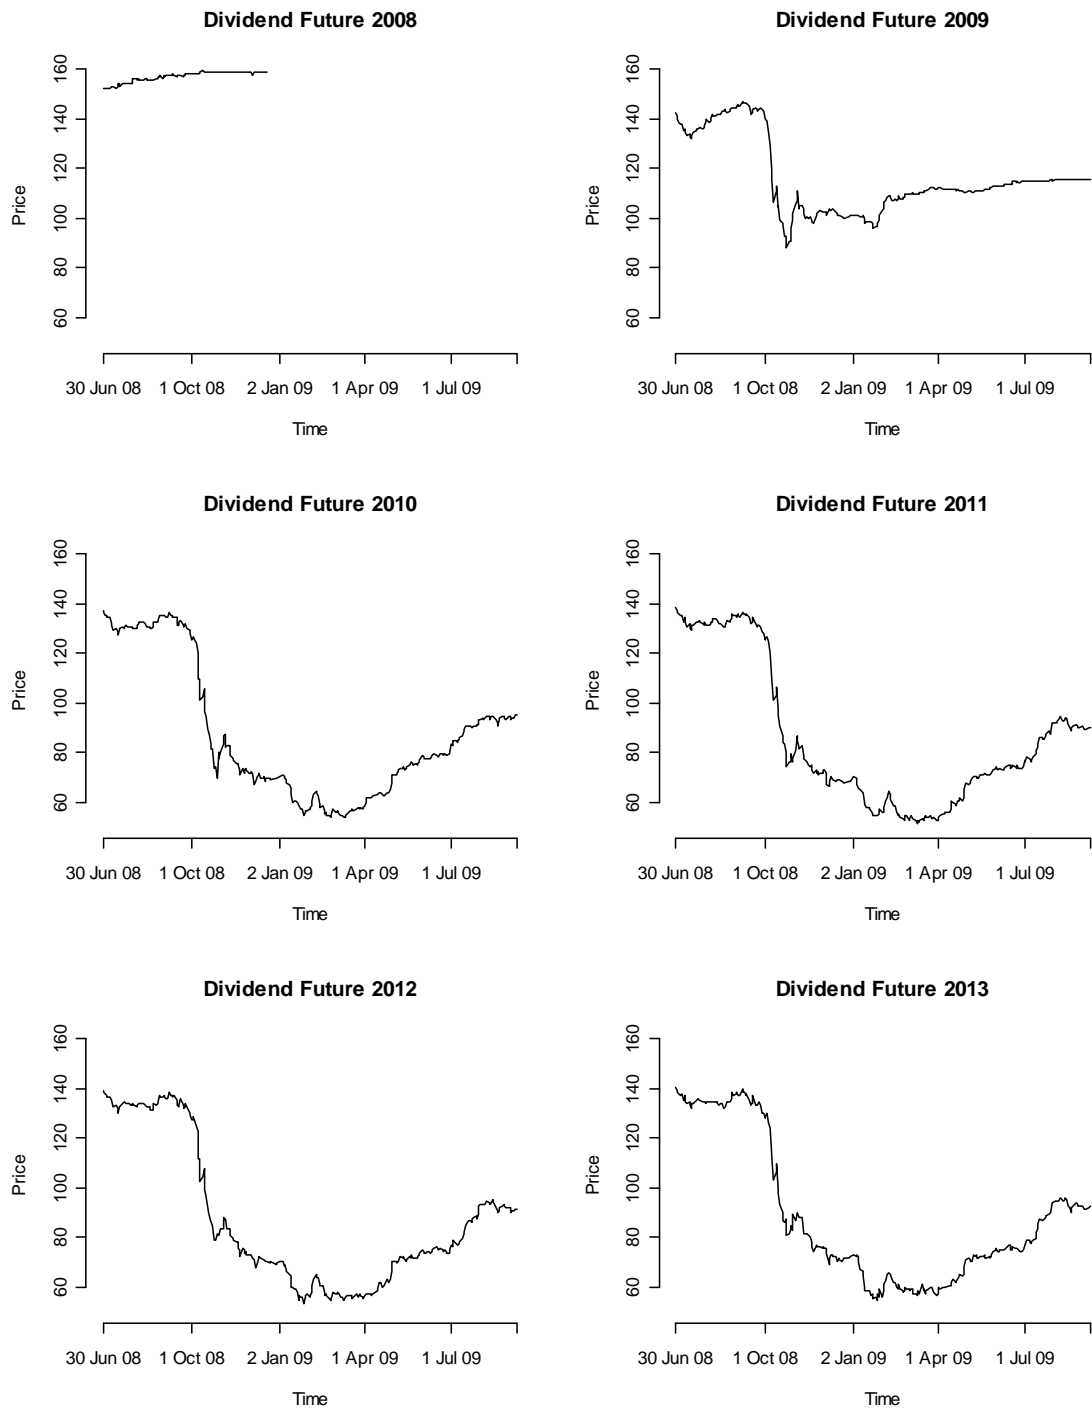 Dividend Future 2008
Price
160
140
120
100
80
60
30 Jun 08 1 Oct 08 2 Jan 09 1 Apr 09 1 Jul 09
Time
Dividend Future 2009
Price
160
140
120
100
80
60
30 Jun 08 1 Oct 08 2 Jan 09 1 Apr 09 1 Jul 09
Time
Dividend Future 2010
Price
160
140
120
100
80
60
30 Jun 08 1 Oct 08 2 Jan 09 1 Apr 09 1 Jul 09
Time
Dividend Future 2011
Price
160
140
120
100
80
60
30 Jun 08 1 Oct 08 2 Jan 09 1 Apr 09 1 Jul 09
Time
Dividend Future 2012
Price
160
140
120
100
80
60
30 Jun 08 1 Oct 08 2 Jan 09 1 Apr 09 1 Jul 09
Time
Dividend Future 2013
Price
160
140
120
100
80
60
30 Jun 08 1 Oct 08 2 Jan 09 1 Apr 09 1 Jul 09
Time